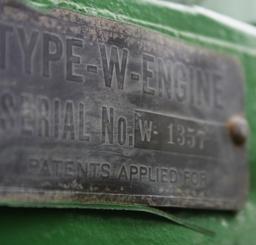 TYPE-W-ENGINE
SERIAL NO. W-1357
PATENTS APPLIED FOR